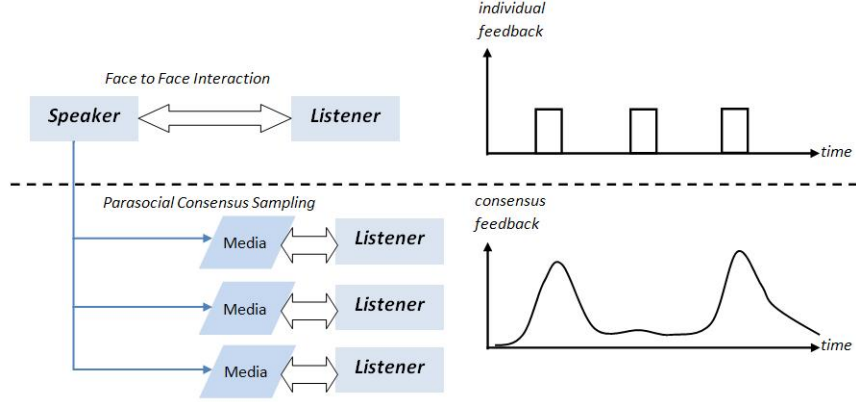 individual
feedback
Face to Face Interaction
Speaker
Listener
time
Parasocial Consensus Sampling
consensus
feedback
Media
Listener
Media
Listener
Media
Listener
time